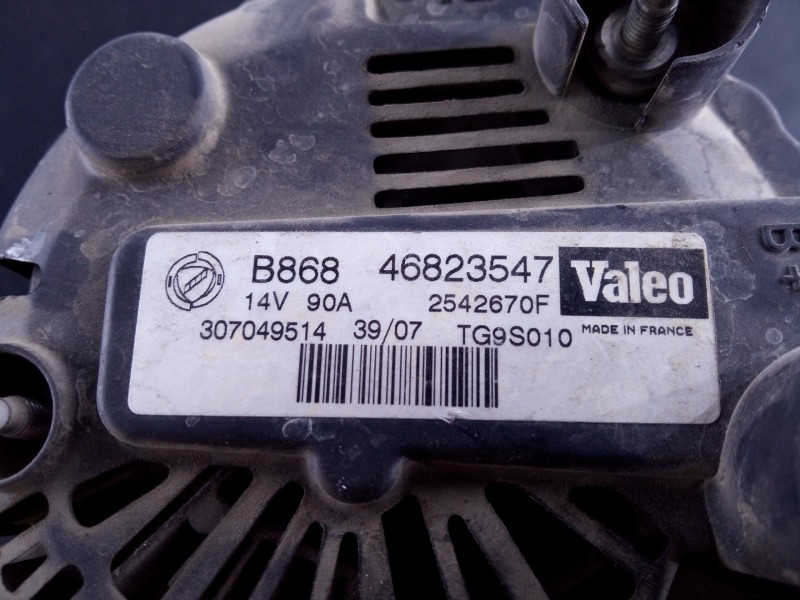 B868 46823547 Valeo
14V 90A 2542670F
MADE IN FRANCE
307049514 39/07 TG9S010
B+